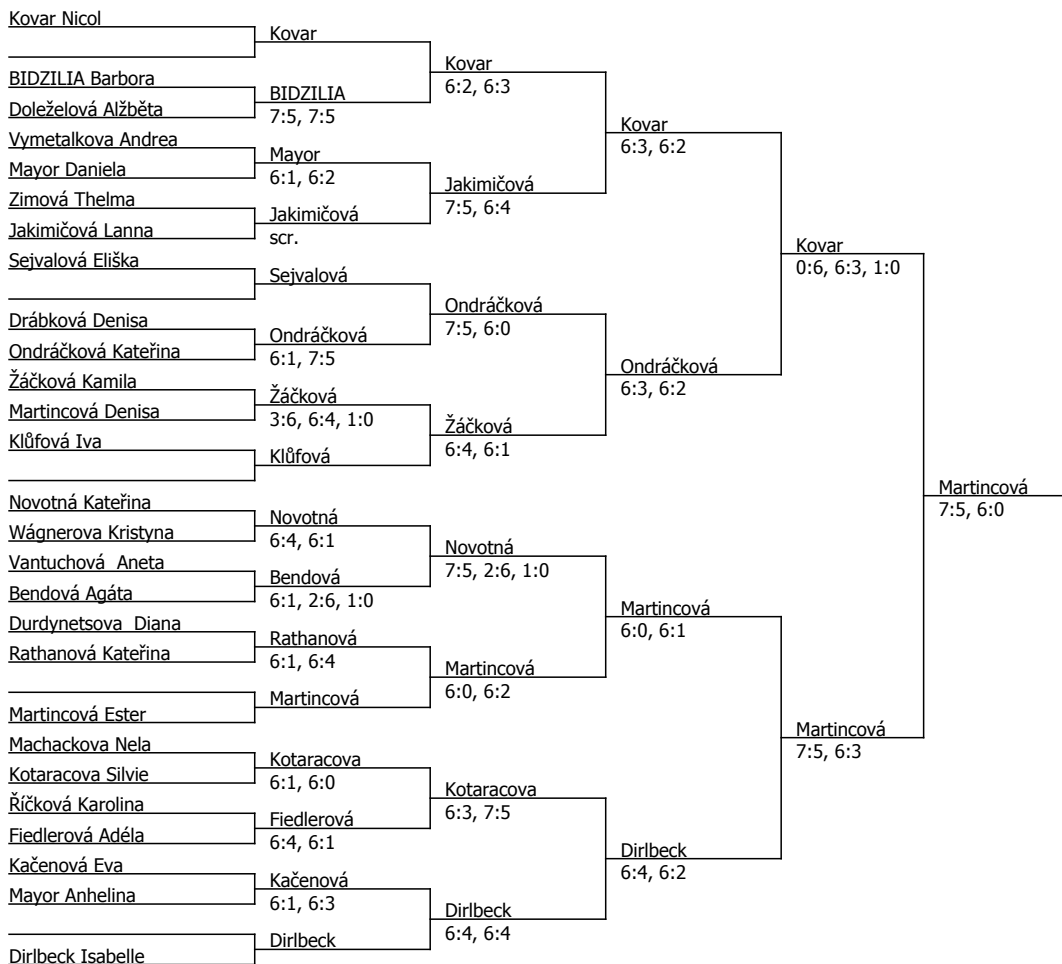 Kovar Nicol
BIDZILIA Barbora
Doleželová Alžběta
Vymetalkova Andrea
Mayor Daniela
Zimová Thelma
Jakimičová Lanna
Sejvalová Eliška
Drábková Denisa
Ondráčková Kateřina
Žáčková Kamila
Martincová Denisa
Klůfová Iva
Novotná Kateřina
Wágnerova Kristyna
Vantuchová  Aneta
Bendová Agáta
Durdynetsova  Diana
Rathanová Kateřina
Martincová Ester
Machackova Nela
Kotaracova Silvie
Říčková Karolina
Fiedlerová Adéla
Kačenová Eva
Mayor Anhelina
Dirlbeck Isabelle
Kovar
BIDZILIA
7:5, 7:5
Mayor
6:1, 6:2
Jakimičová
scr.
Sejvalová
Ondráčková
6:1, 7:5
Žáčková
3:6, 6:4, 1:0
Klůfová
Novotná
6:4, 6:1
Bendová
6:1, 2:6, 1:0
Rathanová
6:1, 6:4
Martincová
Kotaracova
6:1, 6:0
Fiedlerová
6:4, 6:1
Kačenová
6:1, 6:3
Dirlbeck
Kovar
6:2, 6:3
Jakimičová
7:5, 6:4
Ondráčková
7:5, 6:0
Žáčková
6:4, 6:1
Novotná
7:5, 2:6, 1:0
Martincová
6:0, 6:2
Kotaracova
6:3, 7:5
Dirlbeck
6:4, 6:4
Kovar
6:3, 6:2
Ondráčková
6:3, 6:2
Martincová
6:0, 6:1
Dirlbeck
6:4, 6:2
Kovar
0:6, 6:3, 1:0
Martincová
7:5, 6:3
Martincová
7:5, 6:0